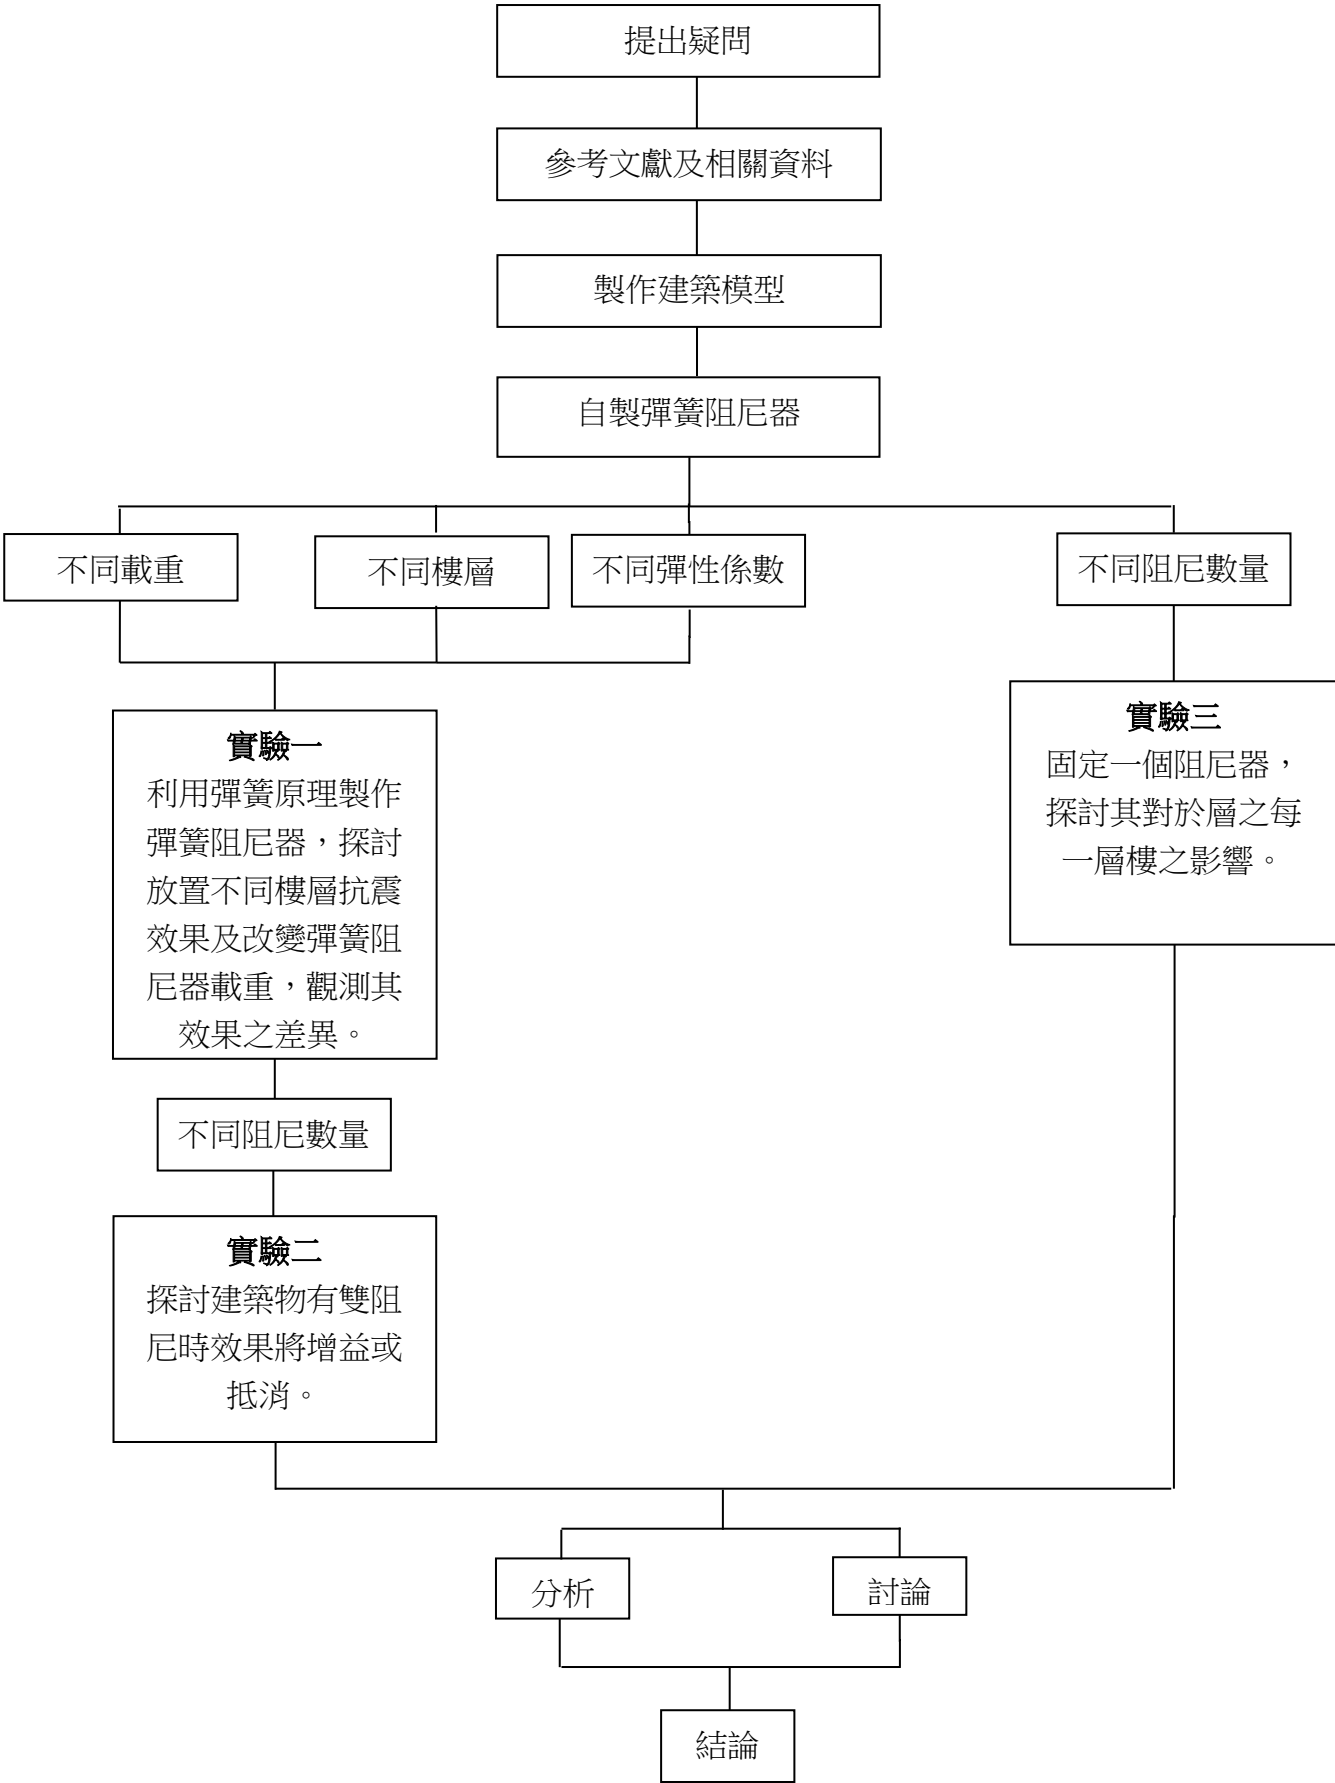 提出疑問
參考文獻及相關資料
製作建築模型
自製彈簧阻尼器
不同載重
不同樓層
不同彈性係數
不同阻尼數量
實驗一
利用彈簧原理製作
彈簧阻尼器，探討
放置不同樓層抗震
效果及改變彈簧阻
尼器載重，觀測其
效果之差異。
實驗三
固定一個阻尼器，
探討其對於層之每
一層樓之影響。
不同阻尼數量
實驗二
探討建築物有雙阻
尼時效果將增益或
抵消。
分析
討論
結論